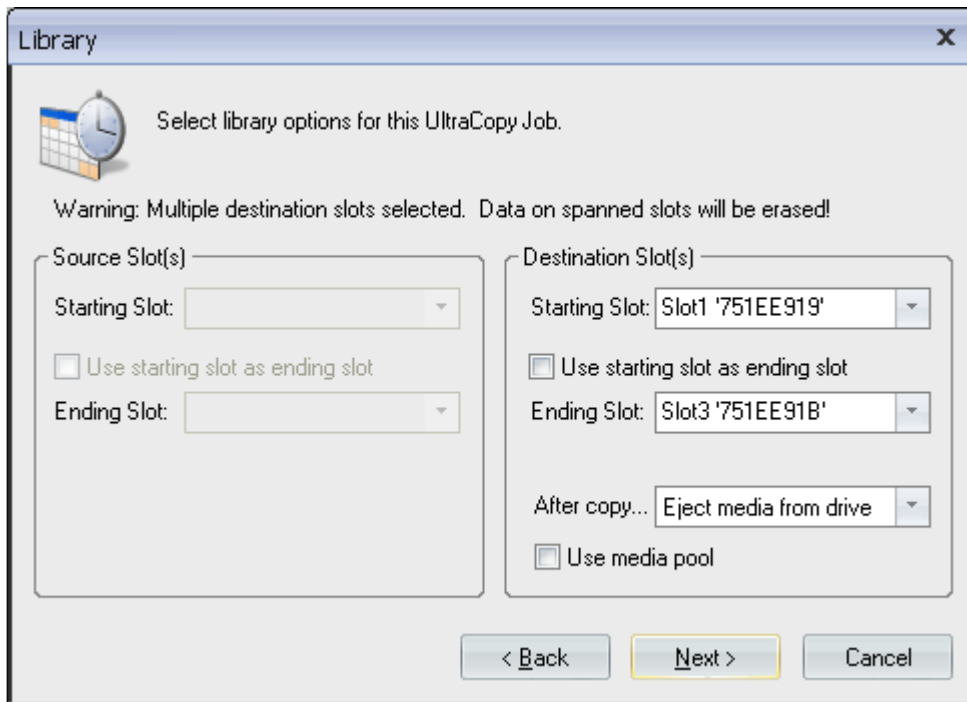 Library
Select library options for this UltraCopy Job.
Warning: Multiple destination slots selected.  Data on spanned slots will be erased!
Source Slot(s)
Starting Slot:
Use starting slot as ending slot
Ending Slot:
Destination Slot(s)
Starting Slot: Slot1 '751EE919'
Use starting slot as ending slot
Ending Slot: Slot3 '751EE91B'
After copy... Eject media from drive
Use media pool
< Back Next > Cancel